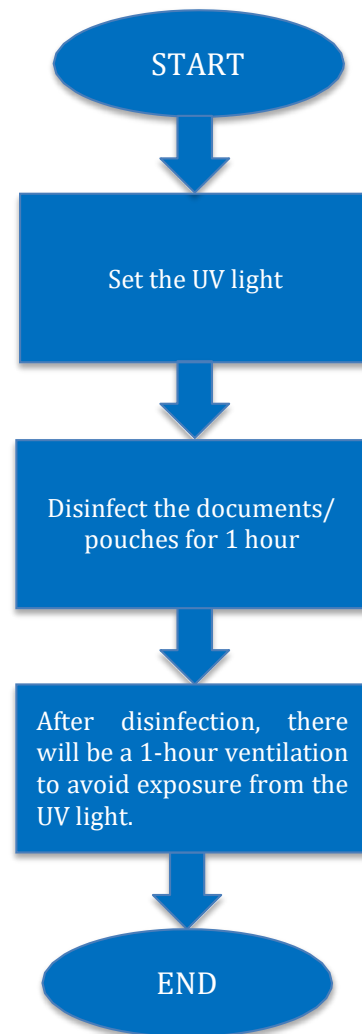 START
Set the UV light
Disinfect the documents/
pouches for 1 hour
After disinfection, there
will be a 1-hour ventilation
to avoid exposure from the
UV light.
END